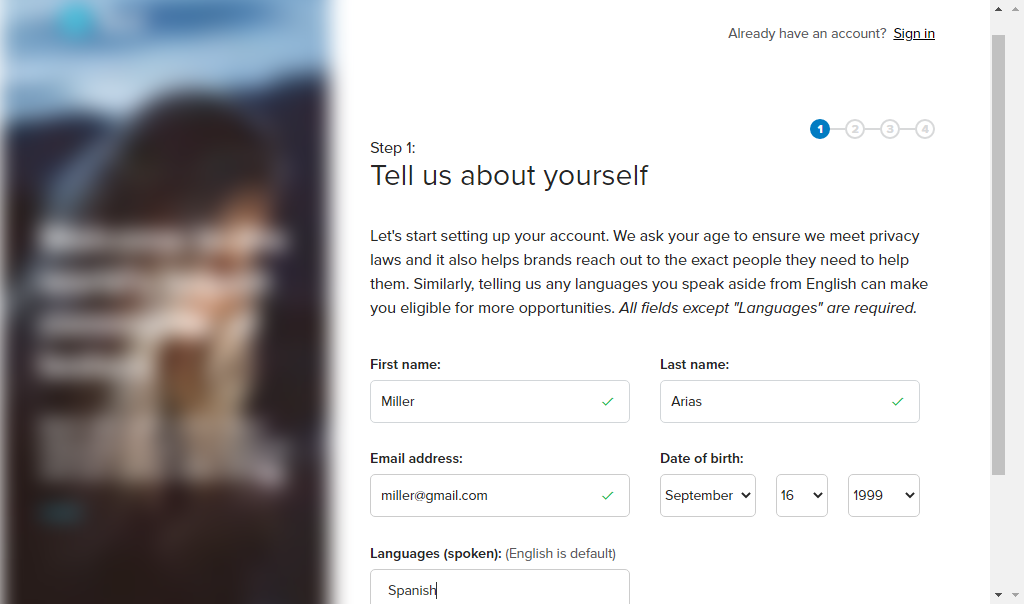 Already have an account? Sign in
1 2 3 4
Step 1:
Tell us about yourself
Let's start setting up your account. We ask your age to ensure we meet privacy
laws and it also helps brands reach out to the exact people they need to help
them. Similarly, telling us any languages you speak aside from English can make
you eligible for more opportunities. All fields except "Languages" are required.
First name: Last name:
Miller Arias
Email address: Date of birth:
miller@gmail.com September 16 1999
Languages (spoken): (English is default)
Spanish